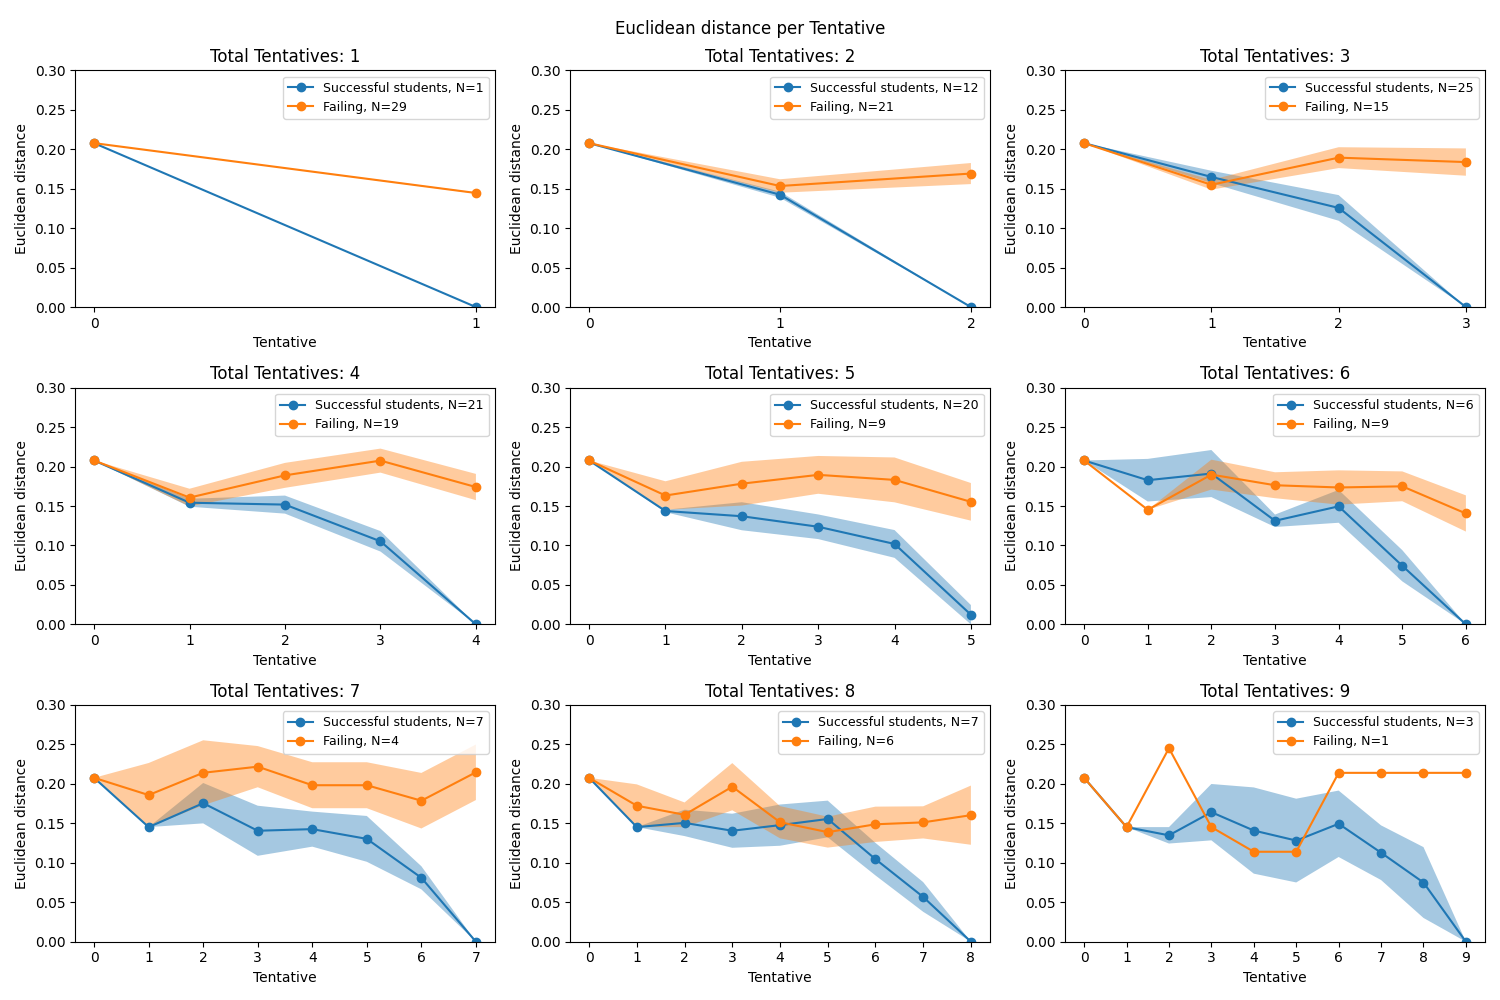 Euclidean distance per Tentative
Total Tentatives: 1
Euclidean distance
0.30
0.25
0.20
0.15
0.10
0.05
0.00
Successful students, N=1
Failing, N=29
0 1
Tentative
Total Tentatives: 2
Euclidean distance
0.30
0.25
0.20
0.15
0.10
0.05
0.00
Successful students, N=12
Failing, N=21
0 1 2
Tentative
Total Tentatives: 3
Euclidean distance
0.30
0.25
0.20
0.15
0.10
0.05
0.00
Successful students, N=25
Failing, N=15
0 1 2 3
Tentative
Total Tentatives: 4
Euclidean distance
0.30
0.25
0.20
0.15
0.10
0.05
0.00
Successful students, N=21
Failing, N=19
0 1 2 3 4
Tentative
Total Tentatives: 5
Euclidean distance
0.30
0.25
0.20
0.15
0.10
0.05
0.00
Successful students, N=20
Failing, N=9
0 1 2 3 4 5
Tentative
Total Tentatives: 6
Euclidean distance
0.30
0.25
0.20
0.15
0.10
0.05
0.00
Successful students, N=6
Failing, N=9
0 1 2 3 4 5 6
Tentative
Total Tentatives: 7
Euclidean distance
0.30
0.25
0.20
0.15
0.10
0.05
0.00
Successful students, N=7
Failing, N=4
0 1 2 3 4 5 6 7
Tentative
Total Tentatives: 8
Euclidean distance
0.30
0.25
0.20
0.15
0.10
0.05
0.00
Successful students, N=7
Failing, N=6
0 1 2 3 4 5 6 7 8
Tentative
Total Tentatives: 9
Euclidean distance
0.30
0.25
0.20
0.15
0.10
0.05
0.00
Successful students, N=3
Failing, N=1
0 1 2 3 4 5 6 7 8 9
Tentative